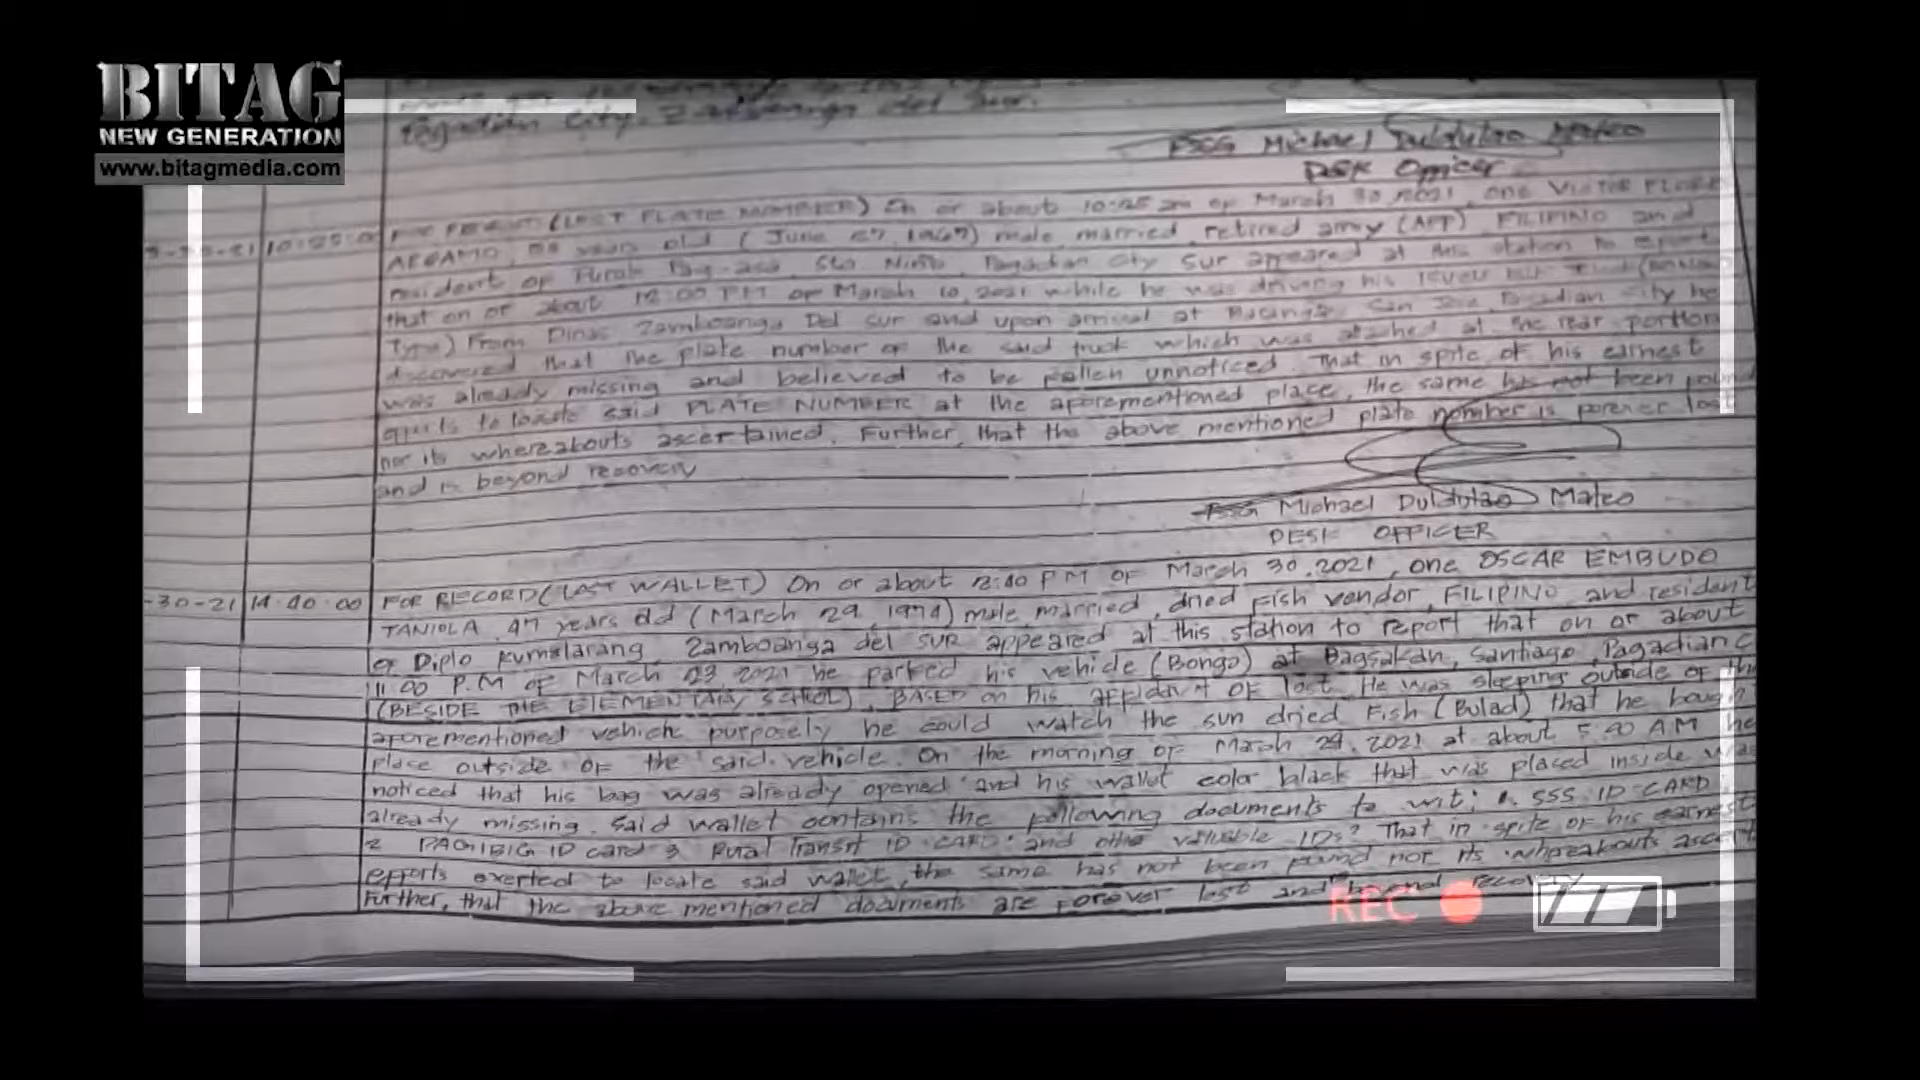 BITAG
NEW GENERATION
www.bitagmedia.com
Pagadian City, Zamboanga del Sur.
PSSG Michael Duldulao Mateo
DESK Officer
10:25:00
FOR RECORD (LOST PLATE NUMBER) On or about 10:25 am of March 30, 2021, one VICTOR
years old (June 27, 1967) male, married, retired army (AFP), FILIPINO and
resident of Purok Pag-asa, Sto Niño, Pagadian City Sur appeared at this station to report
that on or about 12:00 PM of March 10, 2021 while he was driving his
Type) From Dinas Zamboanga Del Sur and upon arrival at San Jose, Pagadian City he
discovered that the plate number of the said truck which was attached at the rear portion
was already missing and believed to be fallen unnoticed. That in spite of his earnest
efforts to locate said PLATE NUMBER at the aforementioned place, the same has not been found
nor its whereabouts ascertained. Further, that the above mentioned plate number is forever lost
and is beyond recovery
PSSG Michael Duldulao Mateo
DESK OFFICER
-30-21 14:40:00 FOR RECORD (LOST WALLET) On or about 2:40 PM OF March 30, 2021, one OSCAR EMBUDO
TANIOLA, 47 years old (March 29, 1974) male, married, dried Fish vendor, FILIPINO and resident
of Diplo Kumalarang, Zamboanga del SUR appeared at this station to report that on or about
11:00 P.M OF March 23, 2021 he parked his vehicle (Bongo) at Bagsakan, Santiago, Pagadian C
(BESIDE THE ELEMENTARY SCHOOL), BASED on his affidavit OF lost. He was sleeping outside of the
aforementioned vehicle purposely he could watch the sun dried Fish (Bulad) that he bough
place outside OF the said vehicle. On the morning OF March 24, 2021 at about AM he
noticed that his bag was already opened and his wallet color black that was placed inside was
already missing. Said wallet contains the following documents to wit; 1. SSS ID CARD
2 PAGIBIG ID card 3 Rural Transit ID CARD and other valuable IDs? That in spite of his earnest
efforts exerted to locate said wallet, the same has not been found nor its whereabouts ascert
Further, that the above mentioned documents are forever lost and beyond recovery
REC